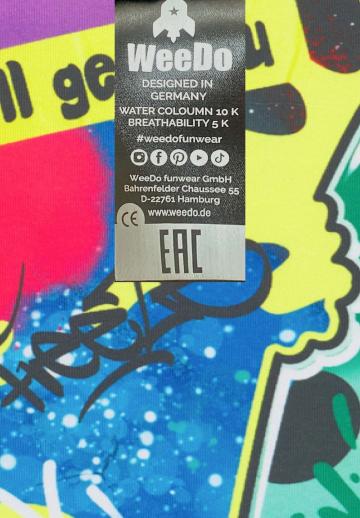 WeeDo
DESIGNED IN
GERMANY
WATER COLOUMN 10 K
BREATHABILITY 5 K
#weedofunwear
WeeDo funwear GmbH
Bahrenfelder Chaussee 55
D-22761 Hamburg
CE www.weedo.de
EAC
ll ge u